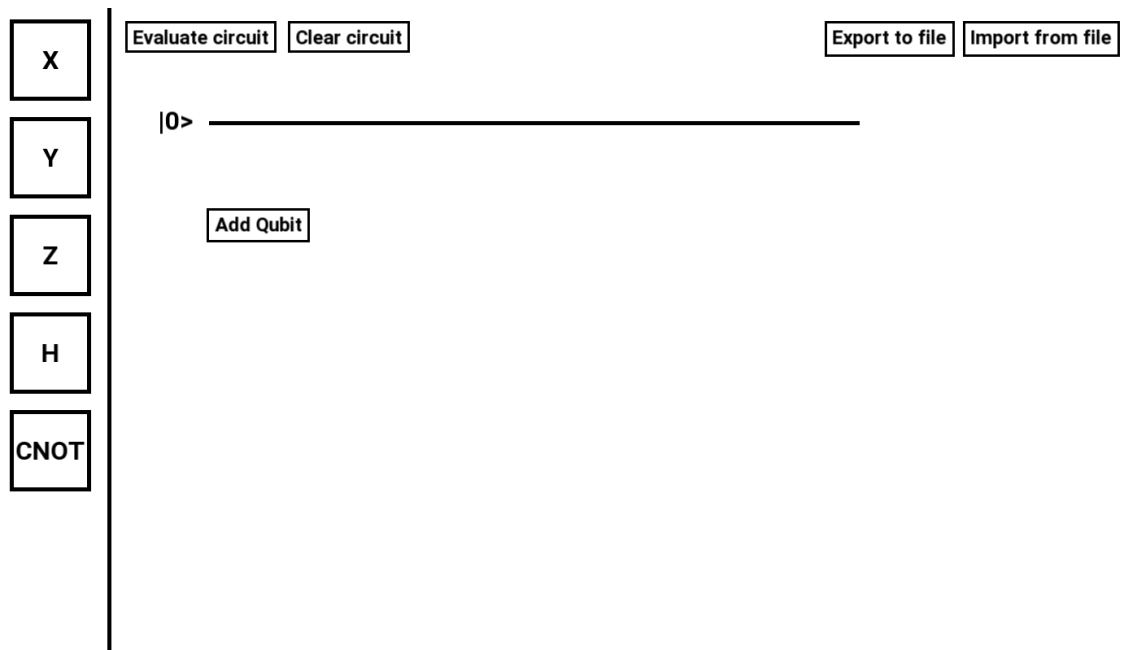 X
Y
Z
H
CNOT
Evaluate circuit
Clear circuit
Export to file
Import from file
|0>
Add Qubit